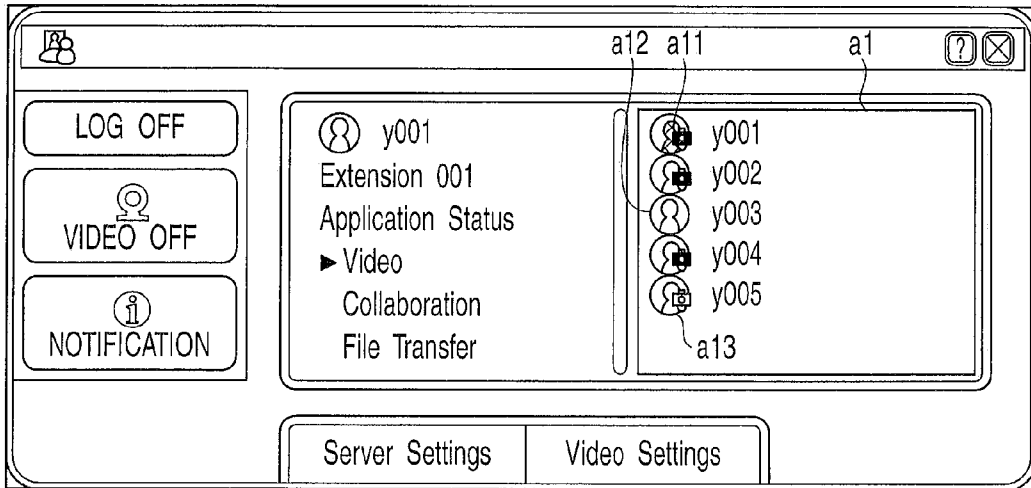 a12 a11 a1 ?
LOG OFF
VIDEO OFF
i
NOTIFICATION
y001
Extension 001
Application Status
▶Video
Collaboration
File Transfer
y001
y002
y003
y004
y005
a13
Server Settings
Video Settings